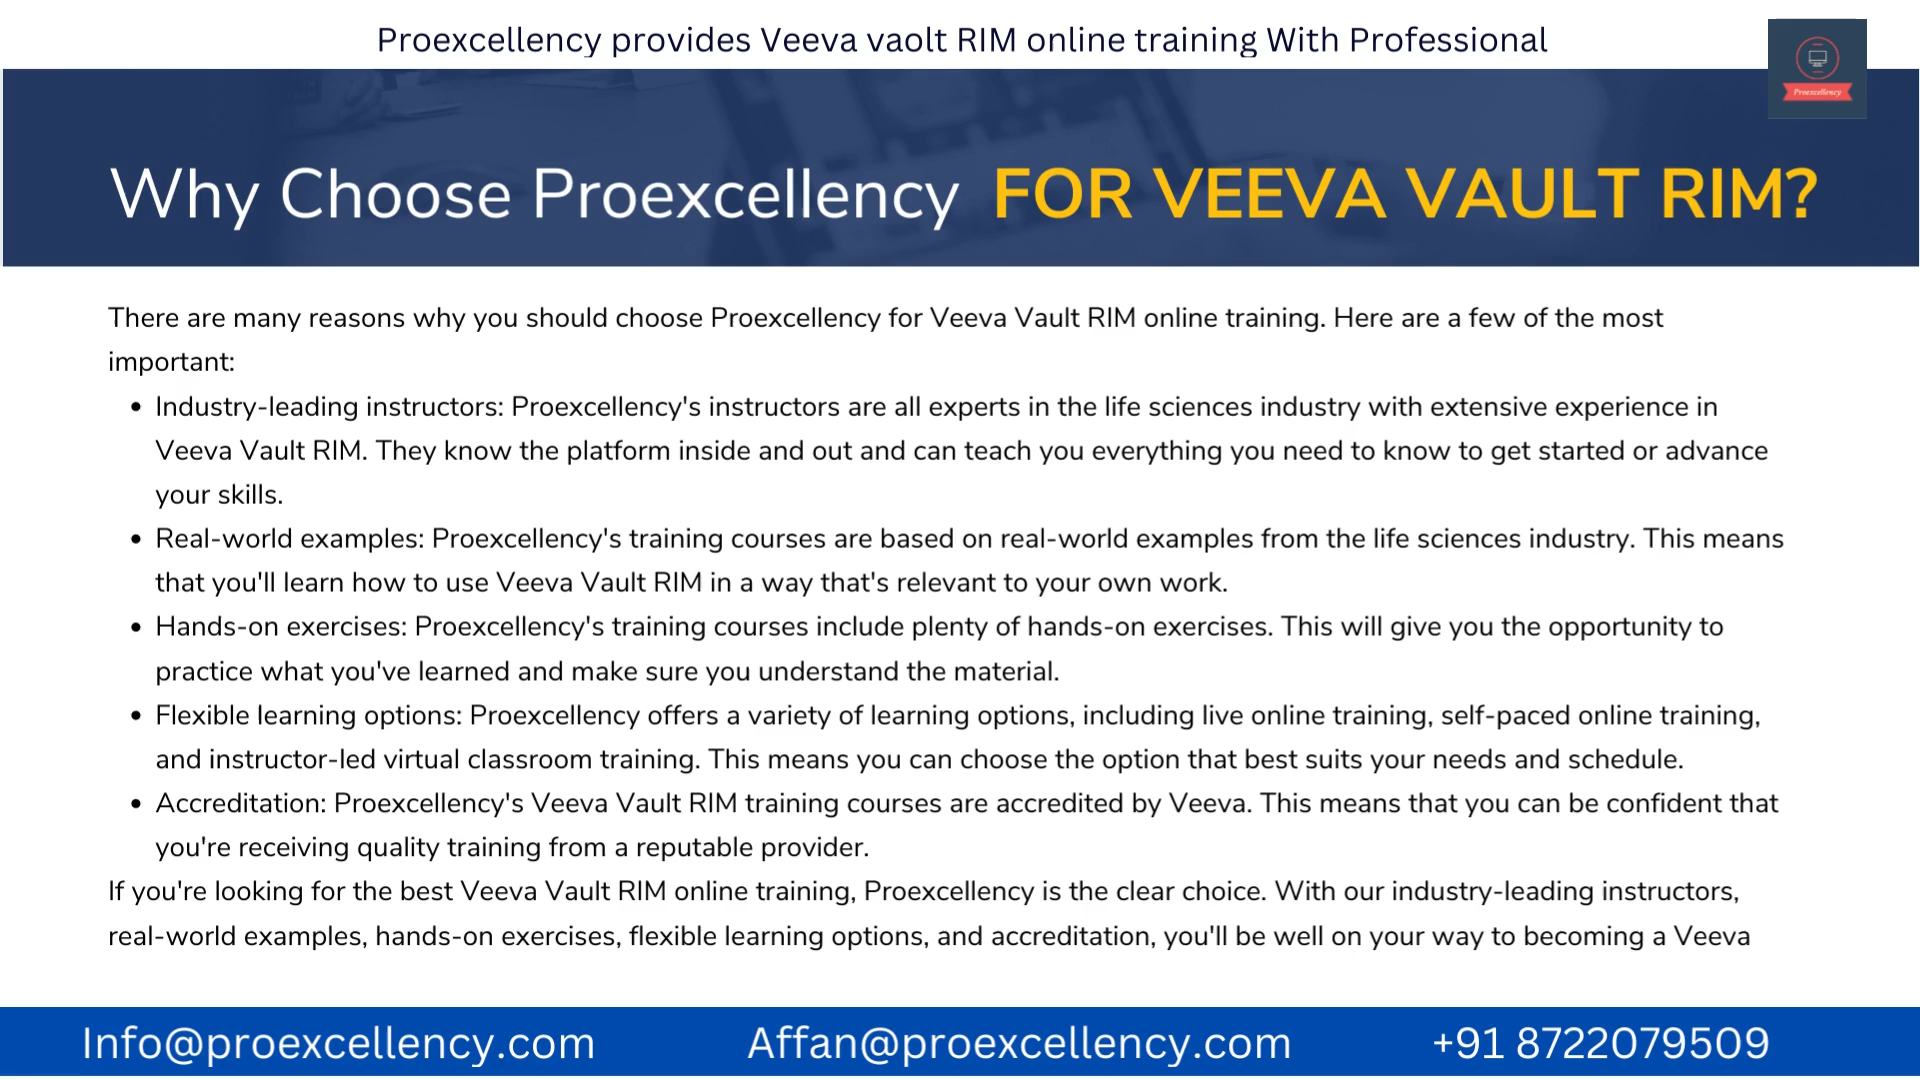 Proexcellency provides Veeva vaolt RIM online training With Professional
Proexcellency
Why Choose Proexcellency FOR VEEVA VAULT RIM?
There are many reasons why you should choose Proexcellency for Veeva Vault RIM online training. Here are a few of the most
important:
• Industry-leading instructors: Proexcellency's instructors are all experts in the life sciences industry with extensive experience in
Veeva Vault RIM. They know the platform inside and out and can teach you everything you need to know to get started or advance
your skills.
• Real-world examples: Proexcellency's training courses are based on real-world examples from the life sciences industry. This means
that you'll learn how to use Veeva Vault RIM in a way that's relevant to your own work.
• Hands-on exercises: Proexcellency's training courses include plenty of hands-on exercises. This will give you the opportunity to
practice what you've learned and make sure you understand the material.
• Flexible learning options: Proexcellency offers a variety of learning options, including live online training, self-paced online training,
and instructor-led virtual classroom training. This means you can choose the option that best suits your needs and schedule.
• Accreditation: Proexcellency's Veeva Vault RIM training courses are accredited by Veeva. This means that you can be confident that
you're receiving quality training from a reputable provider.
If you're looking for the best Veeva Vault RIM online training, Proexcellency is the clear choice. With our industry-leading instructors,
real-world examples, hands-on exercises, flexible learning options, and accreditation, you'll be well on your way to becoming a Veeva
Info@proexcellency.com Affan@proexcellency.com +91 8722079509